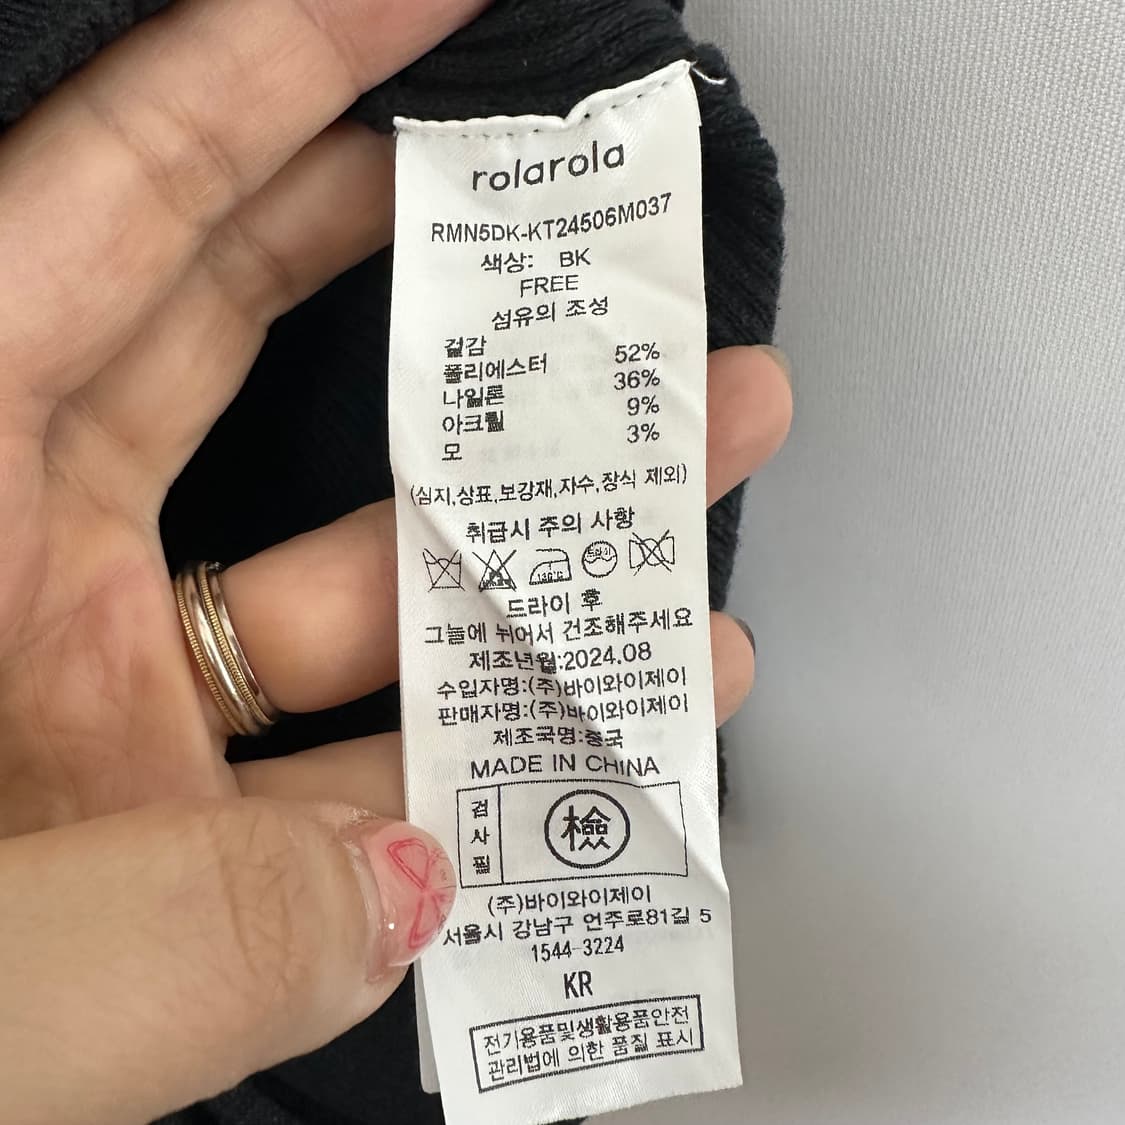 rolarola
RMN5DK-KT24506M037
색상: BK
FREE
섬유의 조성
겉감
폴리에스터 52%
나일론 36%
아크릴 9%
모 3%
(심지,상표,보강재,자수,장식 제외)
취급시 주의 사항
130°C 드라이
드라이 후
그늘에 뉘어서 건조해주세요
제조년월:2024.08
수입자명:(주)바이와이제이
판매자명:(주)바이와이제이
제조국명:중국
MADE IN CHINA
검사필
檢
(주)바이와이제이
서울시 강남구 언주로81길 5
1544-3224
KR
전기용품및생활용품안전
관리법에 의한 품질 표시